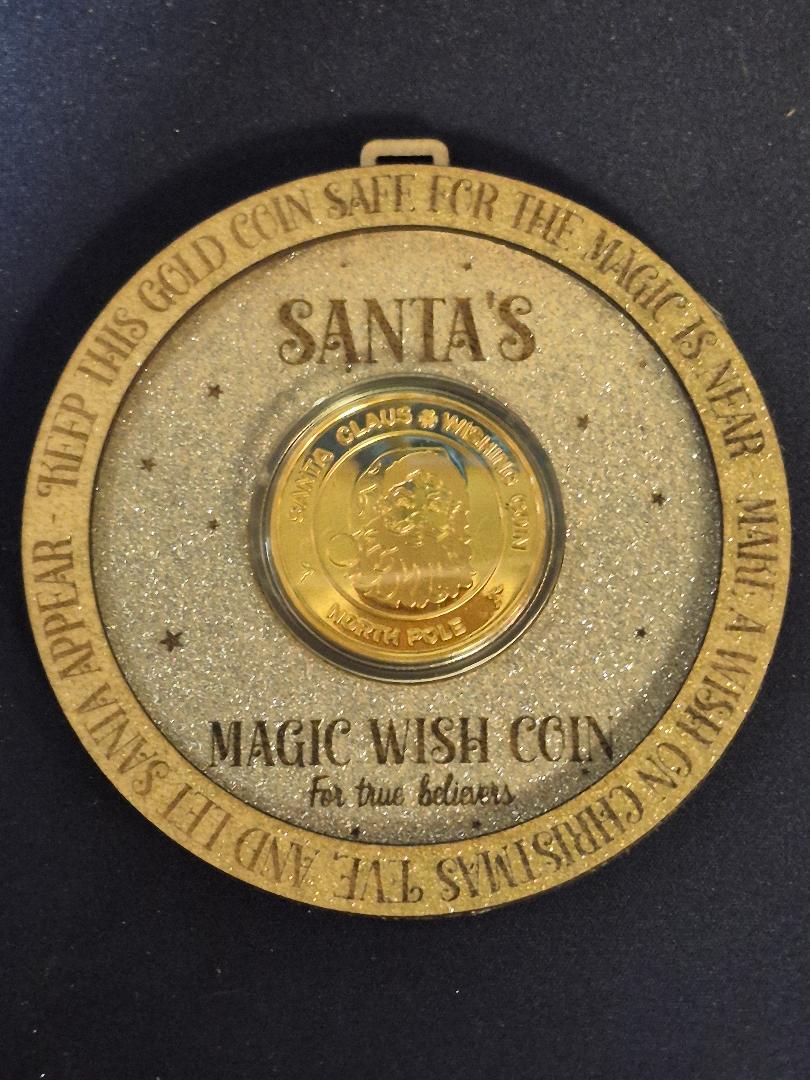 KEEP THIS GOLD COIN SAFE FOR THE MAGIC IS NEAR - MAKE A WISH ON CHRISTMAS EVE, AND LET SANTA APPEAR -
SANTA'S
SANTA CLAUS WISHING COIN
NORTH POLE
MAGIC WISH COIN
For true believers